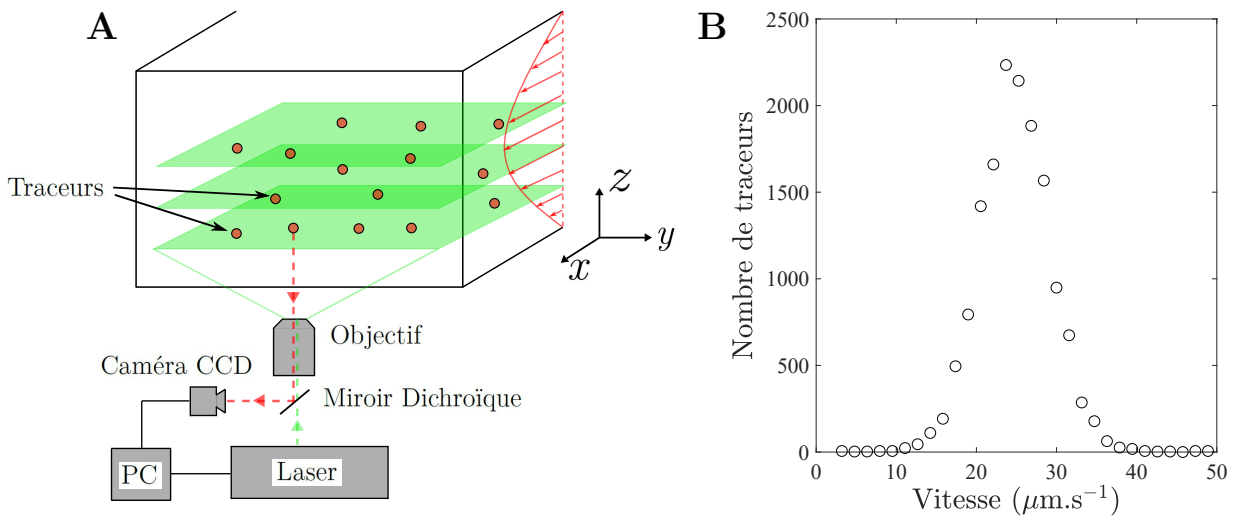 A
Traceurs
z
y
x
Objectif
Caméra CCD
Miroir Dichroïque
PC
Laser
B
2500
2000
1500
1000
500
0
0 10 20 30 40 50
Nombre de traceurs
Vitesse (μm.s⁻¹)